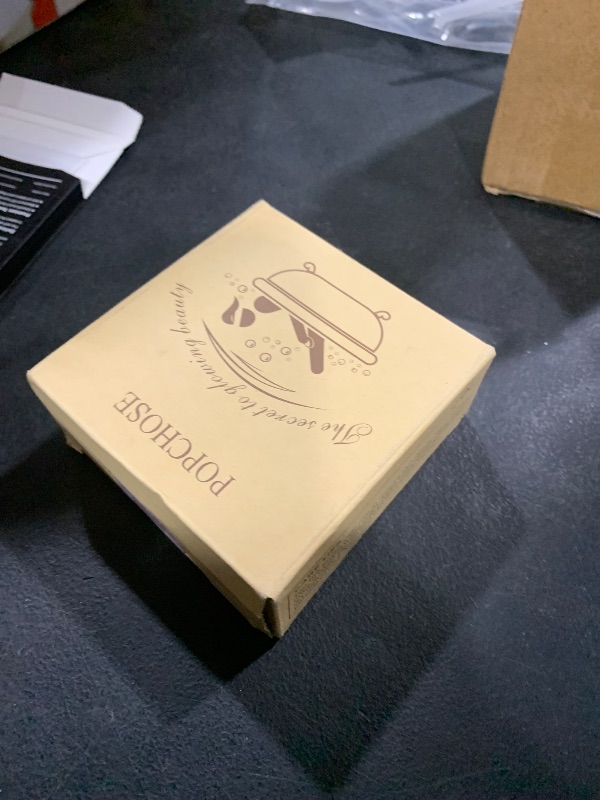 The secret to glowing beauty
POPCHOSE